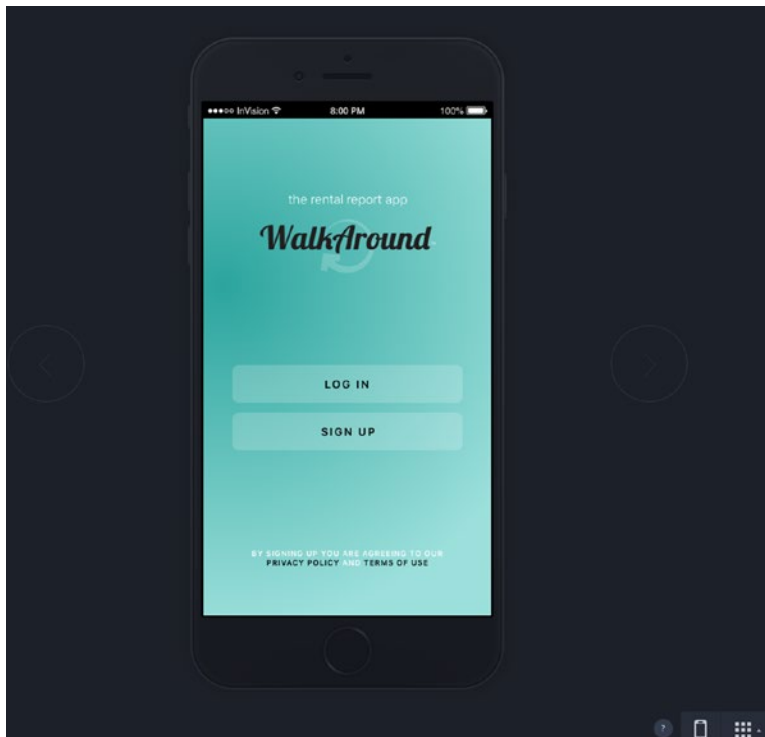 InVision 8:00 PM 100%
the rental report app
WalkAround
LOG IN
SIGN UP
BY SIGNING UP YOU ARE AGREEING TO OUR
PRIVACY POLICY AND TERMS OF USE
?